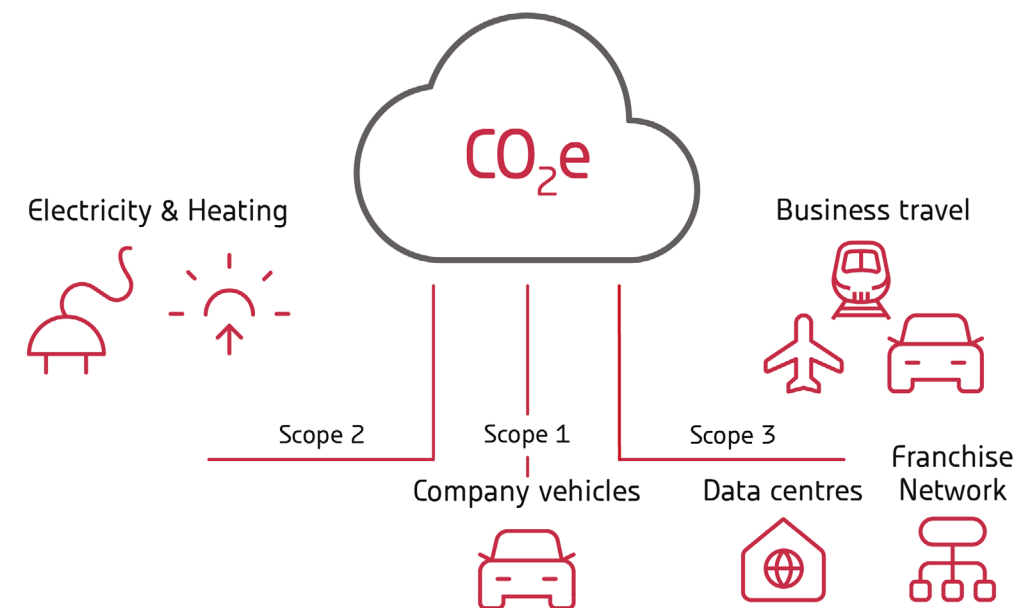 CO₂e
Electricity & Heating
Business travel
Scope 2
Scope 1
Scope 3
Company vehicles
Data centres
Franchise
Network